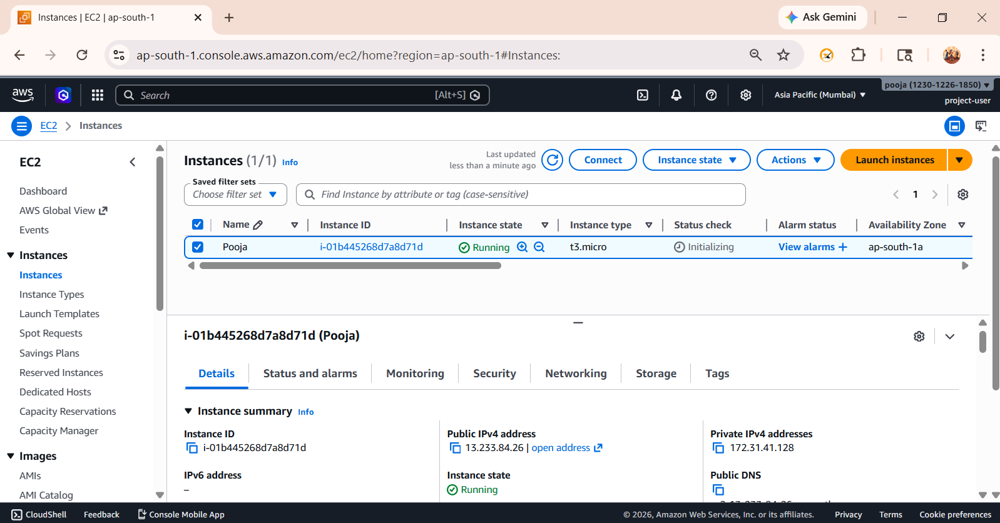 Instances | EC2 | ap-south-1
Ask Gemini
ap-south-1.console.aws.amazon.com/ec2/home?region=ap-south-1#Instances:
aws
Search [Alt+S]
Asia Pacific (Mumbai)
pooja (1230-1226-1850)
project-user
EC2 Instances
EC2
Dashboard
AWS Global View
Events
Instances
Instances
Instance Types
Launch Templates
Spot Requests
Savings Plans
Reserved Instances
Dedicated Hosts
Capacity Reservations
Capacity Manager
Images
AMIs
AMI Catalog
Instances (1/1) Info
Last updated
less than a minute ago
Connect
Instance state
Actions
Launch instances
Saved filter sets
Choose filter set
Find Instance by attribute or tag (case-sensitive)
1
Name Instance ID Instance state Instance type Status check Alarm status Availability Zone
Pooja i-01b445268d7a8d71d Running t3.micro Initializing View alarms + ap-south-1a
i-01b445268d7a8d71d (Pooja)
Details Status and alarms Monitoring Security Networking Storage Tags
Instance summary Info
Instance ID
i-01b445268d7a8d71d
Public IPv4 address
13.233.84.26 | open address
Private IPv4 addresses
172.31.41.128
IPv6 address
–
Instance state
Running
Public DNS
CloudShell Feedback Console Mobile App
© 2026, Amazon Web Services, Inc. or its affiliates. Privacy Terms Cookie preferences